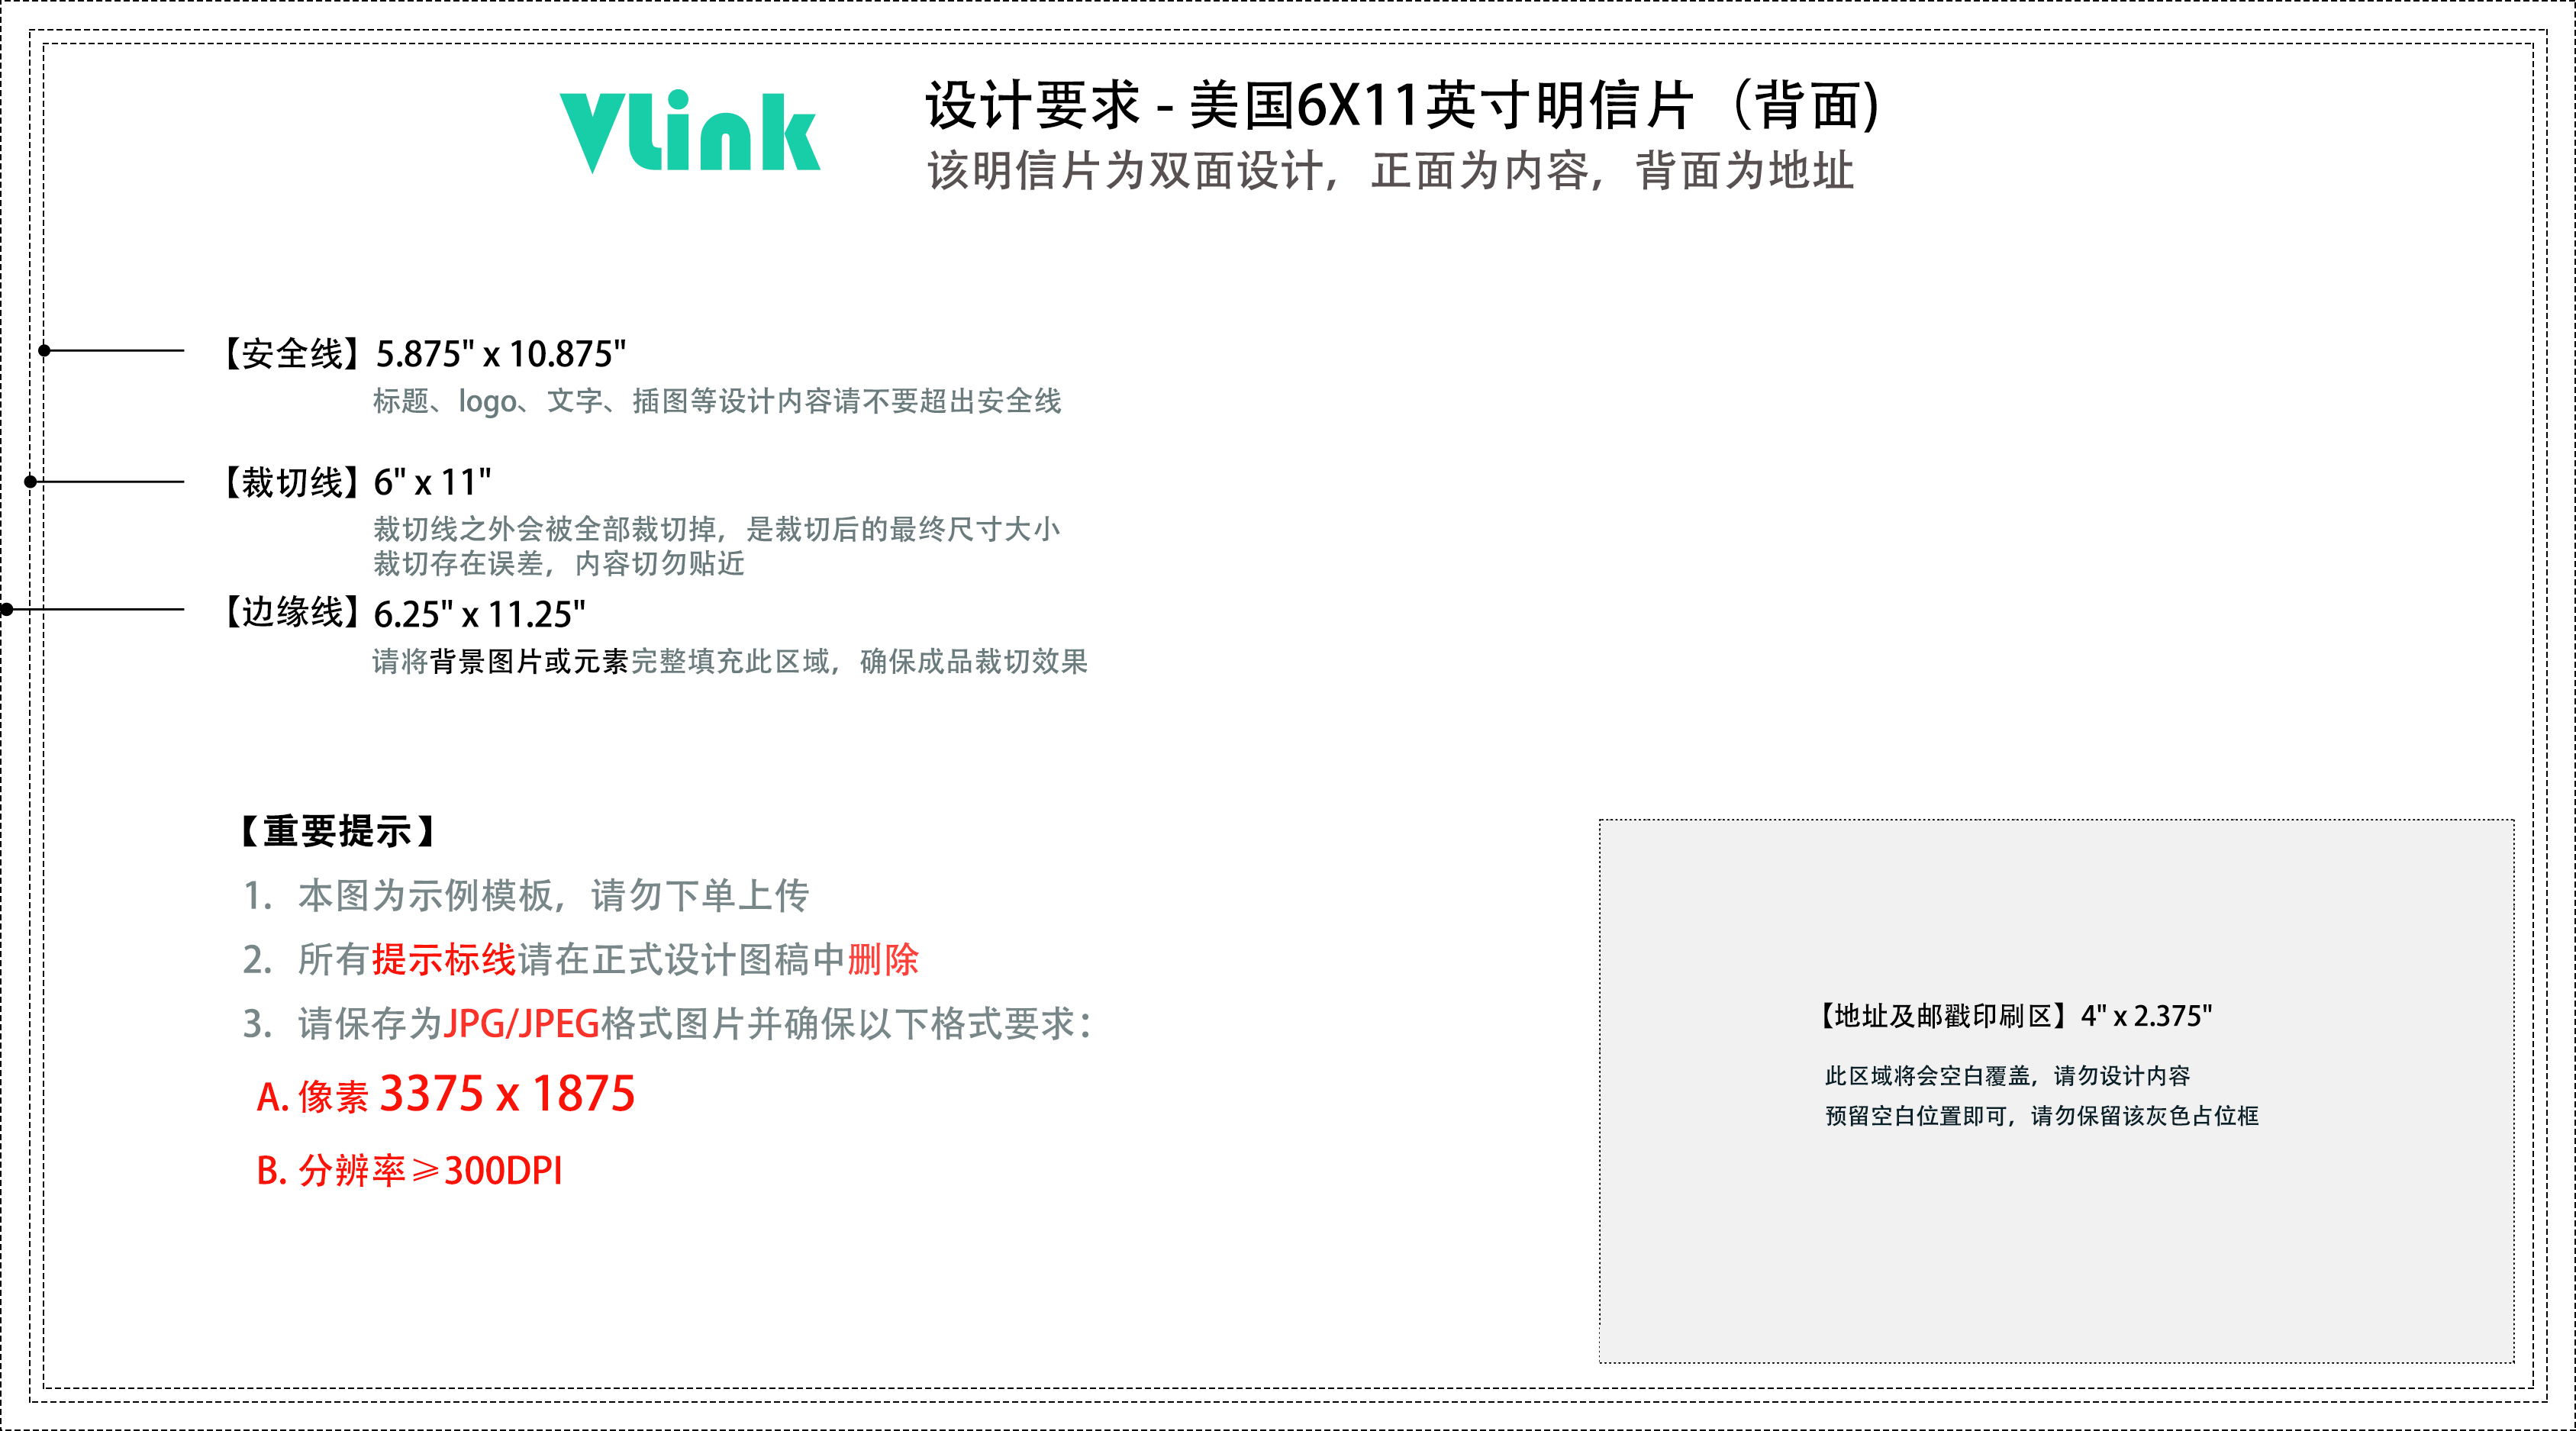 VLink
设计要求 - 美国6X11英寸明信片（背面)
该明信片为双面设计，正面为内容，背面为地址
【安全线】5.875" x 10.875"
标题、logo、文字、插图等设计内容请不要超出安全线
【裁切线】6" x 11"
裁切线之外会被全部裁切掉，是裁切后的最终尺寸大小
裁切存在误差，内容切勿贴近
【边缘线】6.25" x 11.25"
请将背景图片或元素完整填充此区域，确保成品裁切效果
【重要提示】
1. 本图为示例模板，请勿下单上传
2. 所有提示标线请在正式设计图稿中删除
3. 请保存为JPG/JPEG格式图片并确保以下格式要求：
A. 像素 3375 x 1875
B. 分辨率≥300DPI
【地址及邮戳印刷区】4" x 2.375"
此区域将会空白覆盖，请勿设计内容
预留空白位置即可，请勿保留该灰色占位框